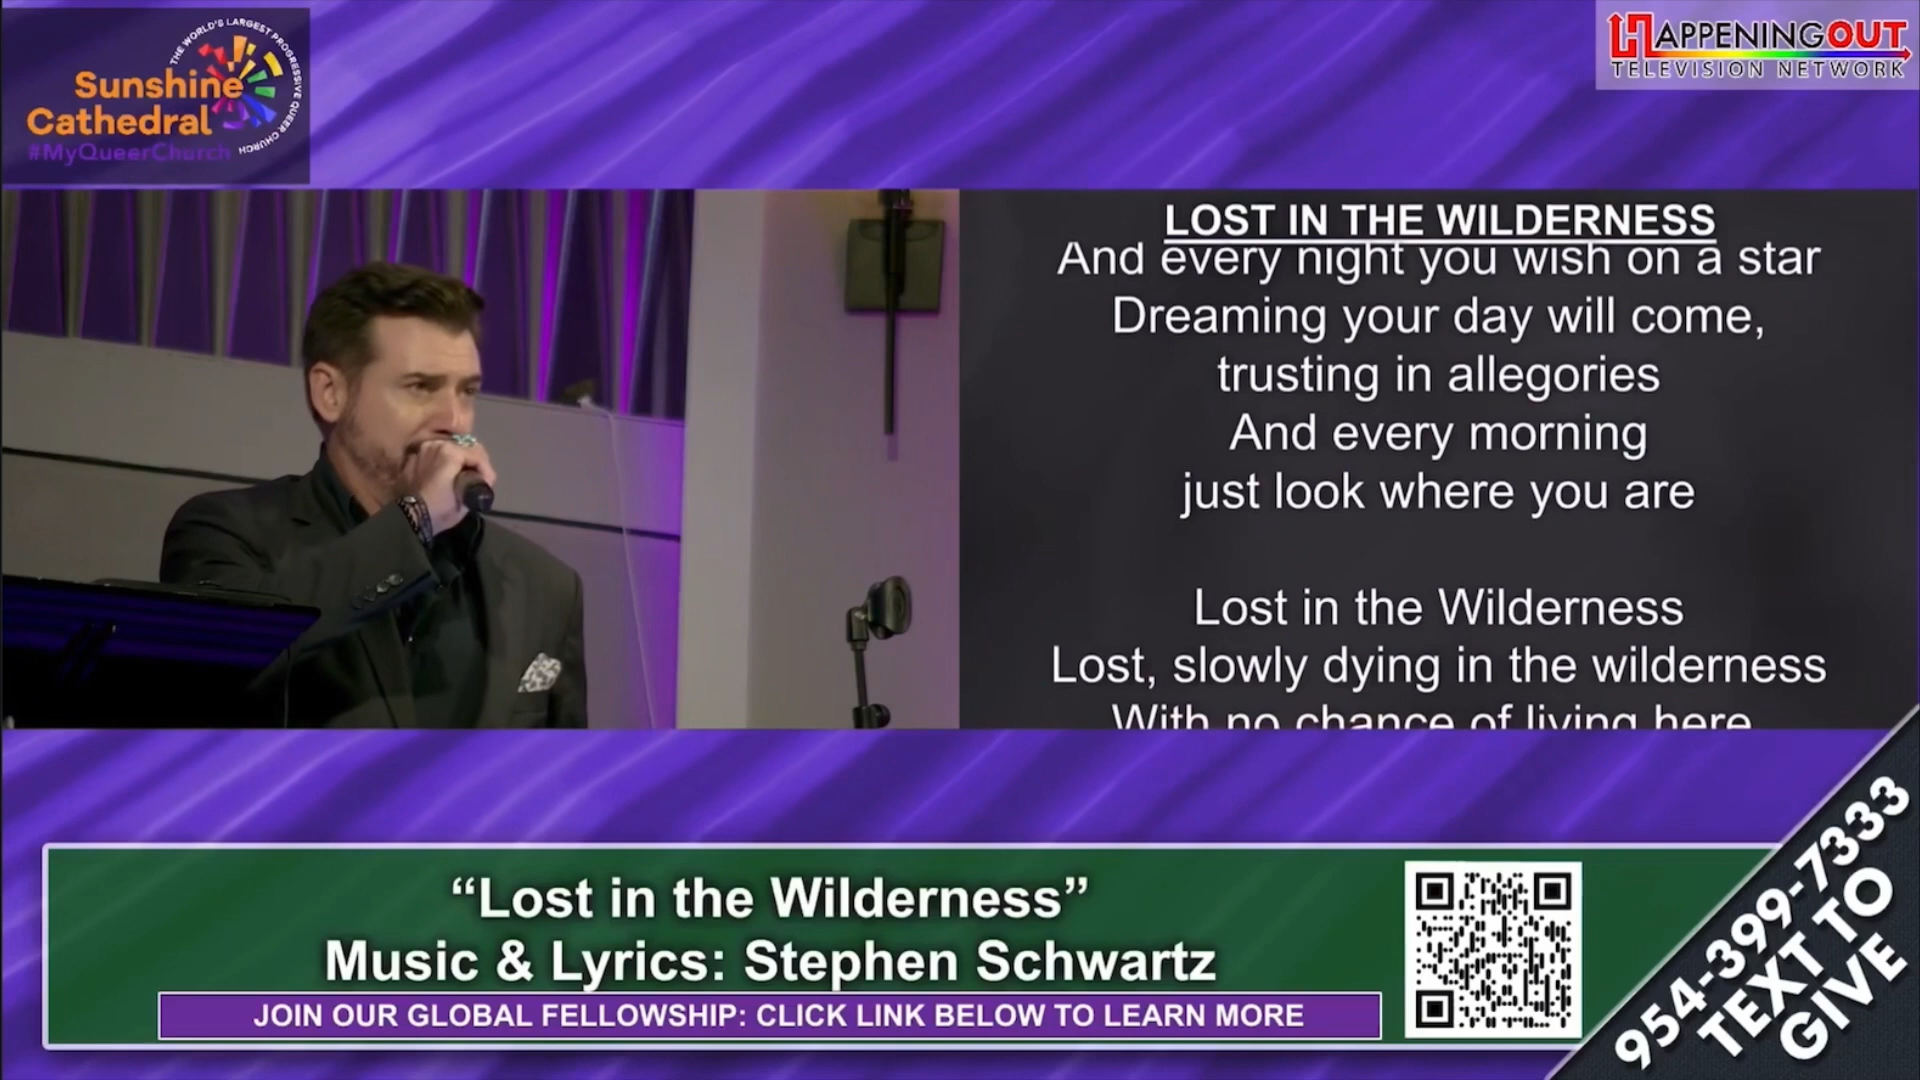 THE WORLD'S LARGEST PROGRESSIVE QUEER CHURCH
Sunshine
Cathedral
#MyQueerChurch
HAPPENINGOUT
TELEVISION NETWORK
LOST IN THE WILDERNESS
And every night you wish on a star
Dreaming your day will come,
trusting in allegories
And every morning
just look where you are
Lost in the Wilderness
Lost, slowly dying in the wilderness
With no chance of living here
“Lost in the Wilderness”
Music & Lyrics: Stephen Schwartz
JOIN OUR GLOBAL FELLOWSHIP: CLICK LINK BELOW TO LEARN MORE
954-399-7333
TEXT TO
GIVE